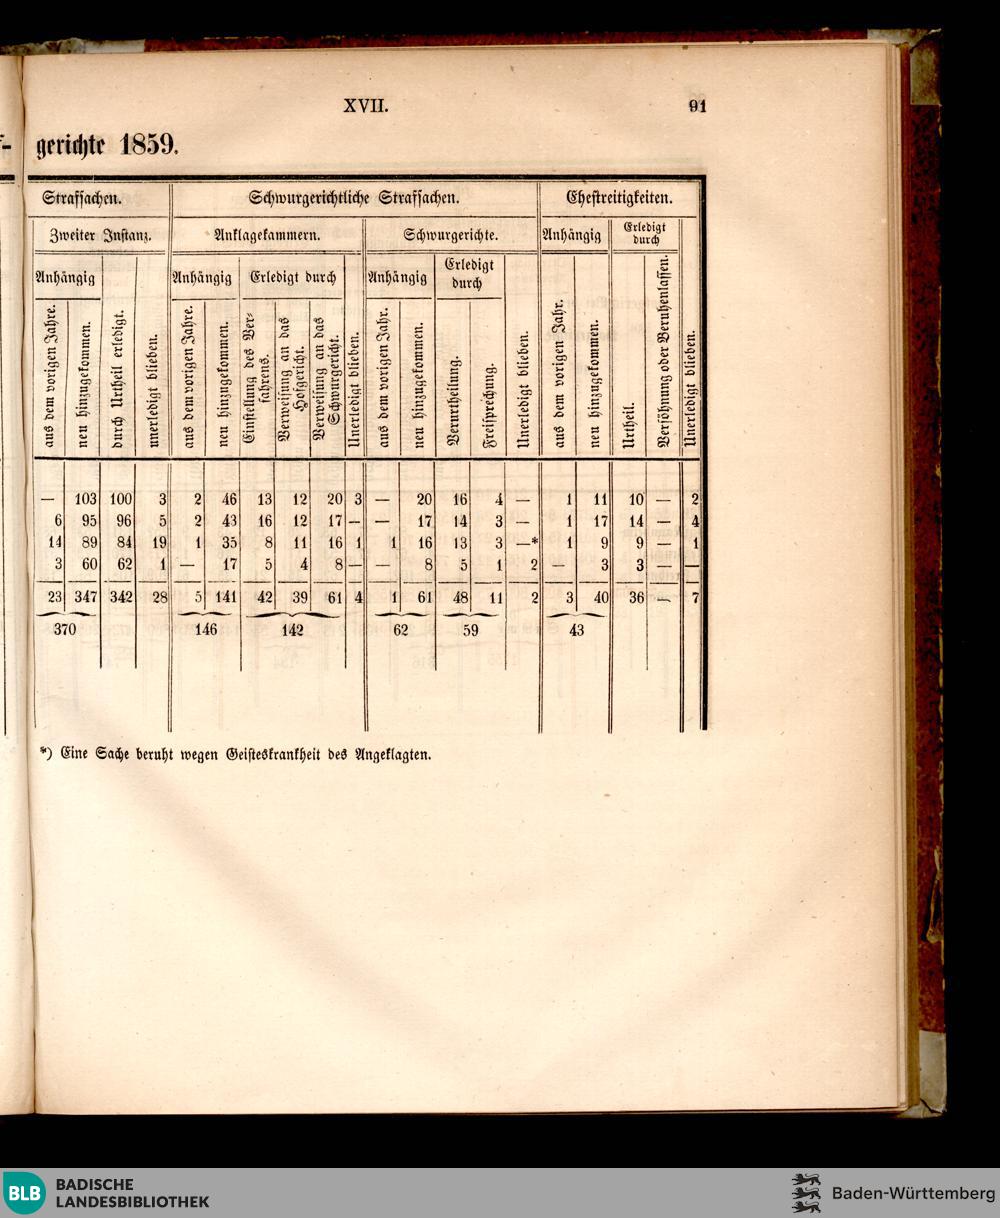 XVII. 91
gerichte 1859.
Strafsachen. Schwurgerichtliche Strafsachen. Ehestreitigkeiten.
Zweiter Instanz. Anklagekammern. Schwurgerichte. Anhängig Erledigt durch
Anhängig Anhängig Erledigt durch Anhängig Erledigt durch
aus dem vorigen Jahre.
neu hinzugekommen.
durch Urtheil erledigt.
unerledigt blieben.
aus dem vorigen Jahre.
neu hinzugekommen.
Einstellung des Ver-
fahrens.
Verweisung an das
Hofgericht.
Verweisung an das
Schwurgericht.
Unerledigt blieben.
aus dem vorigen Jahr.
neu hinzugekommen.
Verurtheilung.
Freisprechung.
Unerledigt blieben.
aus dem vorigen Jahr.
neu hinzugekommen.
Urtheil.
Versöhnung oder Beruhenlassen.
Unerledigt blieben.
— 103 100 3 2 46 13 12 20 3 — 20 16 4 — 1 11 10 — 2
6 95 96 5 2 43 16 12 17 — — 17 14 3 — 1 17 14 — 4
14 89 84 19 1 35 8 11 16 1 1 16 13 3 —* 1 9 9 — 1
3 60 62 1 — 17 5 4 8 — — 8 5 1 2 — 3 3 — —
23 347 342 28 5 141 42 39 61 4 1 61 48 11 2 3 40 36 — 7
370 146 142 62 59 43
*) Eine Sache beruht wegen Geisteskrankheit des Angeklagten.
BLB
BADISCHE
LANDESBIBLIOTHEK
Baden-Württemberg